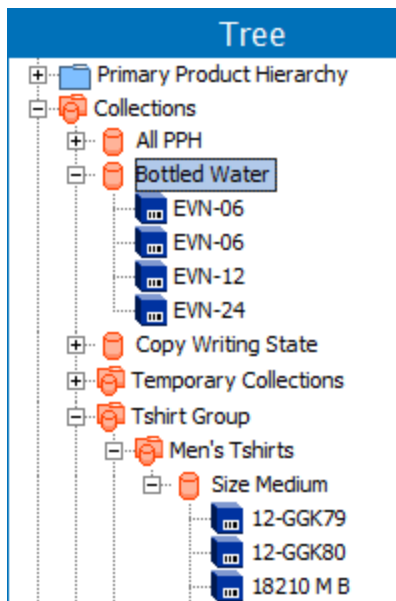 Tree
Primary Product Hierarchy
Collections
All PPH
Bottled Water
EVN-06
EVN-06
EVN-12
EVN-24
Copy Writing State
Temporary Collections
Tshirt Group
Men's Tshirts
Size Medium
12-GGK79
12-GGK80
18210 M B